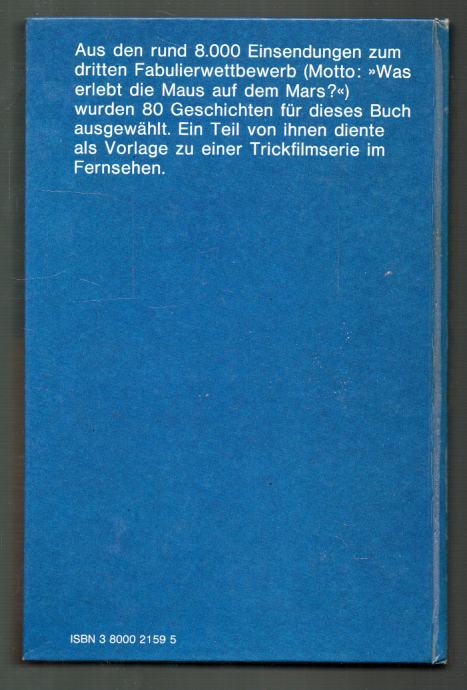 Aus den rund 8.000 Einsendungen zum
dritten Fabulierwettbewerb (Motto: »Was
erlebt die Maus auf dem Mars?«)
wurden 80 Geschichten für dieses Buch
ausgewählt. Ein Teil von ihnen diente
als Vorlage zu einer Trickfilmserie im
Fernsehen.
ISBN 3 8000 2159 5